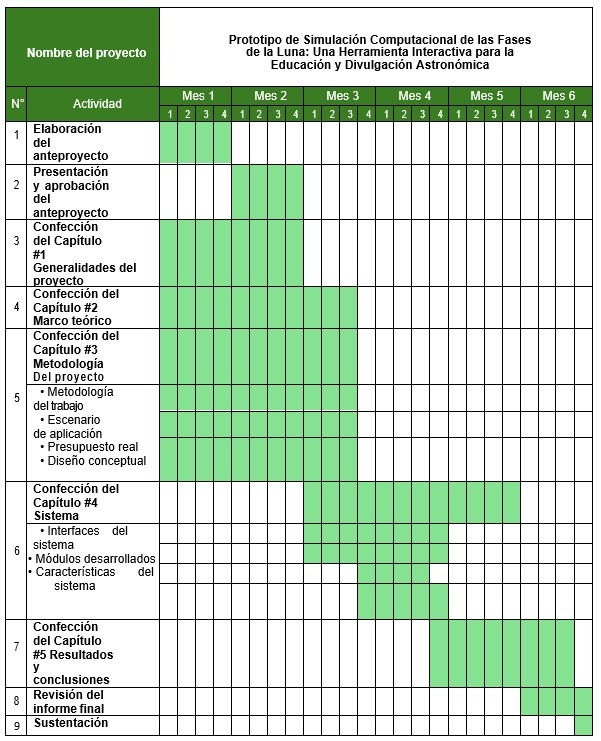 Nombre del proyecto
Prototipo de Simulación Computacional de las Fases
de la Luna: Una Herramienta Interactiva para la
Educación y Divulgación Astronómica
N° Actividad Mes 1 Mes 2 Mes 3 Mes 4 Mes 5 Mes 6
1 2 3 4 1 2 3 4 1 2 3 4 1 2 3 4 1 2 3 4 1 2 3 4
1 Elaboración
del
anteproyecto
2 Presentación
y aprobación
del
anteproyecto
3 Confección
del Capítulo
#1
Generalidades del
proyecto
4 Confección del
Capítulo #2
Marco teórico
5 Confección del
Capítulo #3
Metodología
Del proyecto
• Metodología
del trabajo
• Escenario
de aplicación
• Presupuesto real
• Diseño conceptual
6 Confección del
Capítulo #4
Sistema
• Interfaces del
sistema
• Módulos desarrollados
• Características del
sistema
7 Confección
del Capítulo
#5 Resultados
y
conclusiones
8 Revisión del
informe final
9 Sustentación